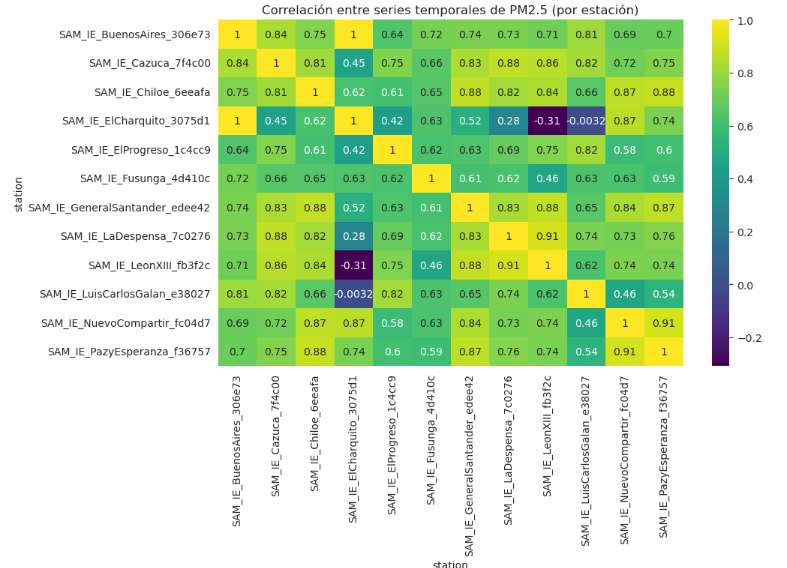 Correlación entre series temporales de PM2.5 (por estación)
SAM_IE_BuenosAires_306e73 1 0.84 0.75 1 0.64 0.72 0.74 0.73 0.71 0.81 0.69 0.7
SAM_IE_Cazuca_7f4c00 0.84 1 0.81 0.45 0.75 0.66 0.83 0.88 0.86 0.82 0.72 0.75
SAM_IE_Chiloe_6eeafa 0.75 0.81 1 0.62 0.61 0.65 0.88 0.82 0.84 0.66 0.87 0.88
SAM_IE_ElCharquito_3075d1 1 0.45 0.62 1 0.42 0.63 0.52 0.28 -0.31 -0.0032 0.87 0.74
SAM_IE_ElProgreso_1c4cc9 0.64 0.75 0.61 0.42 1 0.62 0.63 0.69 0.75 0.82 0.58 0.6
SAM_IE_Fusunga_4d410c 0.72 0.66 0.65 0.63 0.62 1 0.61 0.62 0.46 0.63 0.63 0.59
SAM_IE_GeneralSantander_edee42 0.74 0.83 0.88 0.52 0.63 0.61 1 0.83 0.88 0.65 0.84 0.87
SAM_IE_LaDespensa_7c0276 0.73 0.88 0.82 0.28 0.69 0.62 0.83 1 0.91 0.74 0.73 0.76
SAM_IE_LeonXIII_fb3f2c 0.71 0.86 0.84 -0.31 0.75 0.46 0.88 0.91 1 0.62 0.74 0.74
SAM_IE_LuisCarlosGalan_e38027 0.81 0.82 0.66 -0.0032 0.82 0.63 0.65 0.74 0.62 1 0.46 0.54
SAM_IE_NuevoCompartir_fc04d7 0.69 0.72 0.87 0.87 0.58 0.63 0.84 0.73 0.74 0.46 1 0.91
SAM_IE_PazyEsperanza_f36757 0.7 0.75 0.88 0.74 0.6 0.59 0.87 0.76 0.74 0.54 0.91 1
station
SAM_IE_BuenosAires_306e73
SAM_IE_Cazuca_7f4c00
SAM_IE_Chiloe_6eeafa
SAM_IE_ElCharquito_3075d1
SAM_IE_ElProgreso_1c4cc9
SAM_IE_Fusunga_4d410c
SAM_IE_GeneralSantander_edee42
SAM_IE_LaDespensa_7c0276
SAM_IE_LeonXIII_fb3f2c
SAM_IE_LuisCarlosGalan_e38027
SAM_IE_NuevoCompartir_fc04d7
SAM_IE_PazyEsperanza_f36757
station
1.0
0.8
0.6
0.4
0.2
0.0
−0.2